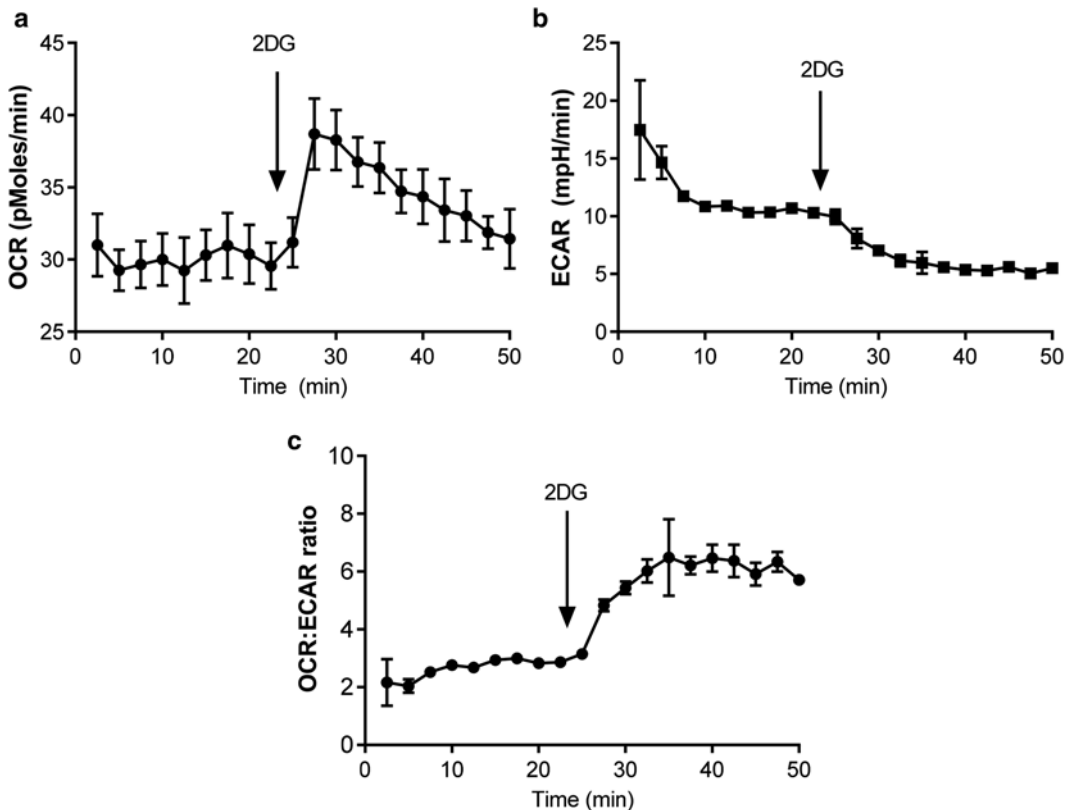 a
45
40
35
30
25
OCR (pMoles/min)
2DG
0 10 20 30 40 50
Time (min)
b
25
20
15
10
5
0
ECAR (mpH/min)
2DG
0 10 20 30 40 50
Time (min)
c
10
8
6
4
2
0
OCR:ECAR ratio
2DG
0 10 20 30 40 50
Time (min)